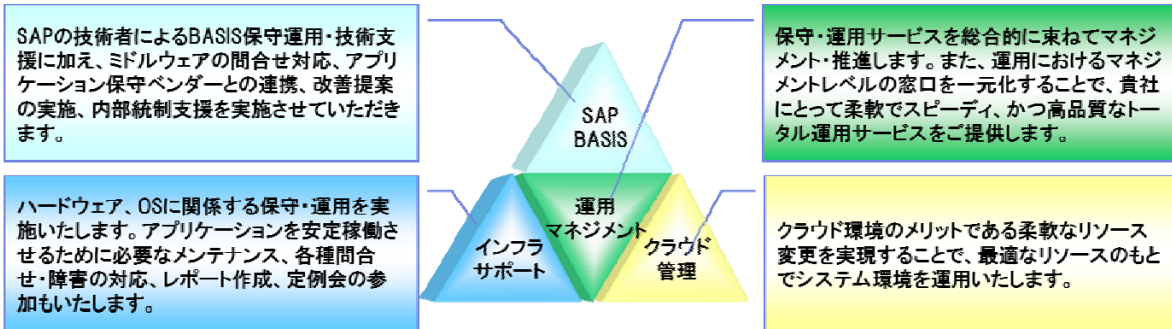 SAPの技術者によるBASIS保守運用・技術支
援に加え、ミドルウェアの問合せ対応、アプリ
ケーション保守ベンダーとの連携、改善提案
の実施、内部統制支援を実施させていただき
ます。
保守・運用サービスを総合的に束ねてマネジ
メント・推進します。また、運用におけるマネジ
メントレベルの窓口を一元化することで、貴社
にとって柔軟でスピーディ、かつ高品質なトー
タル運用サービスをご提供します。
SAP
BASIS
運用
マネジメント
インフラ
サポート
クラウド
管理
ハードウェア、OSに関係する保守・運用を実
施いたします。アプリケーションを安定稼働さ
せるために必要なメンテナンス、各種問合
せ・障害の対応、レポート作成、定例会の参
加もいたします。
クラウド環境のメリットである柔軟なリソース
変更を実現することで、最適なリソースのもと
でシステム環境を運用いたします。